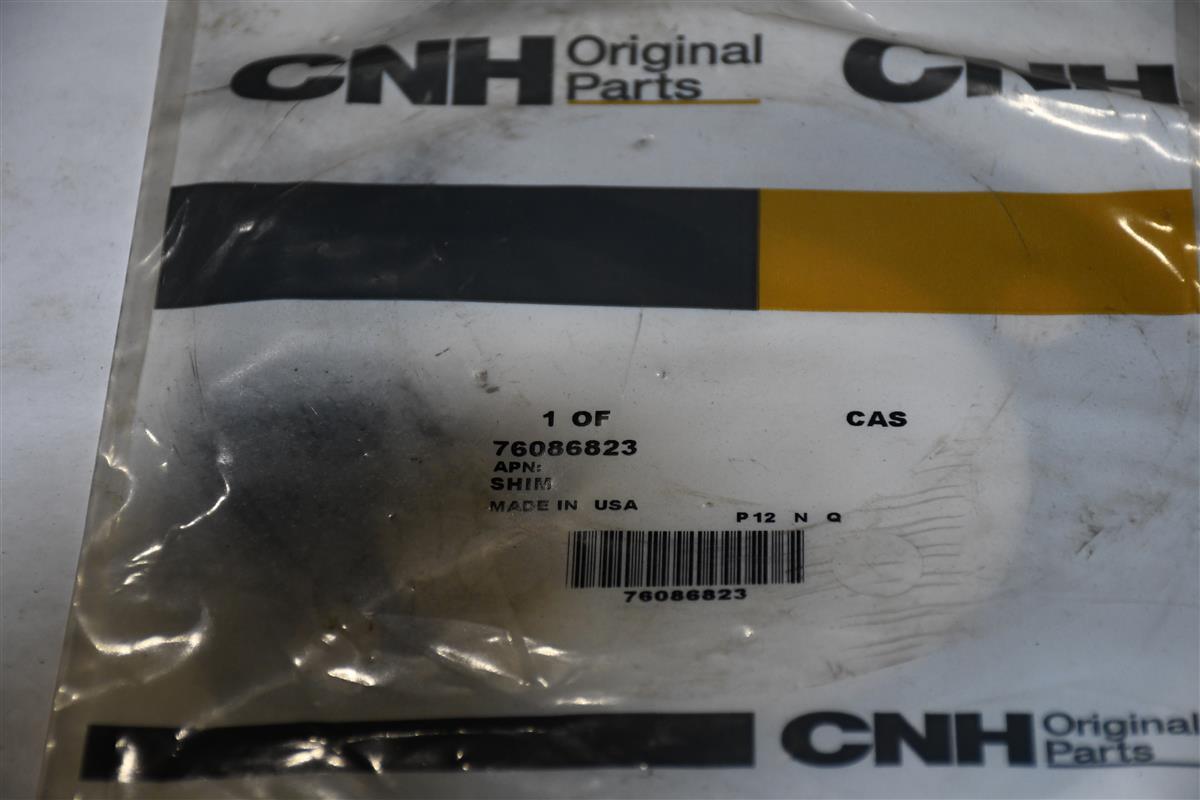 CNH Original Parts CNH
1 OF CAS
76086823
APN:
SHIM
MADE IN USA
P12 N Q
76086823
CNH Original Parts